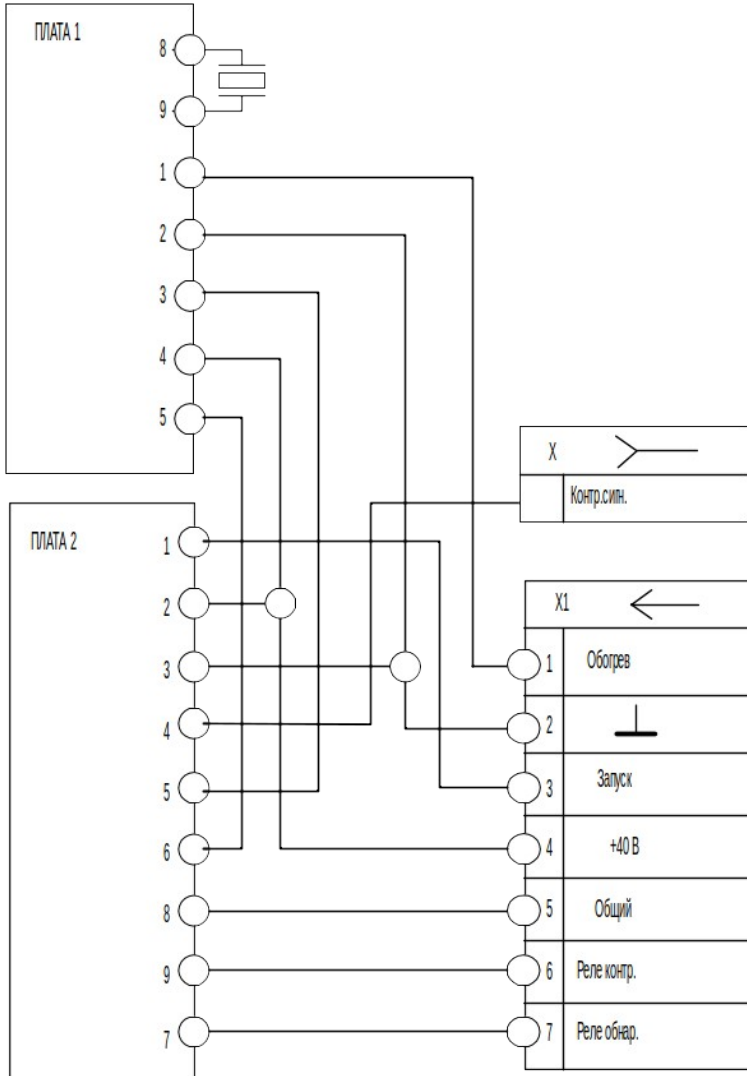 ПЛАТА 1
8
9
1
2
3
4
5
X
Контр.сигн.
ПЛАТА 2
1
2
3
4
5
6
8
9
7
X1
1 Обогрев
2
3 Запуск
4 +40 В
5 Общий
6 Реле контр.
7 Реле обнар.